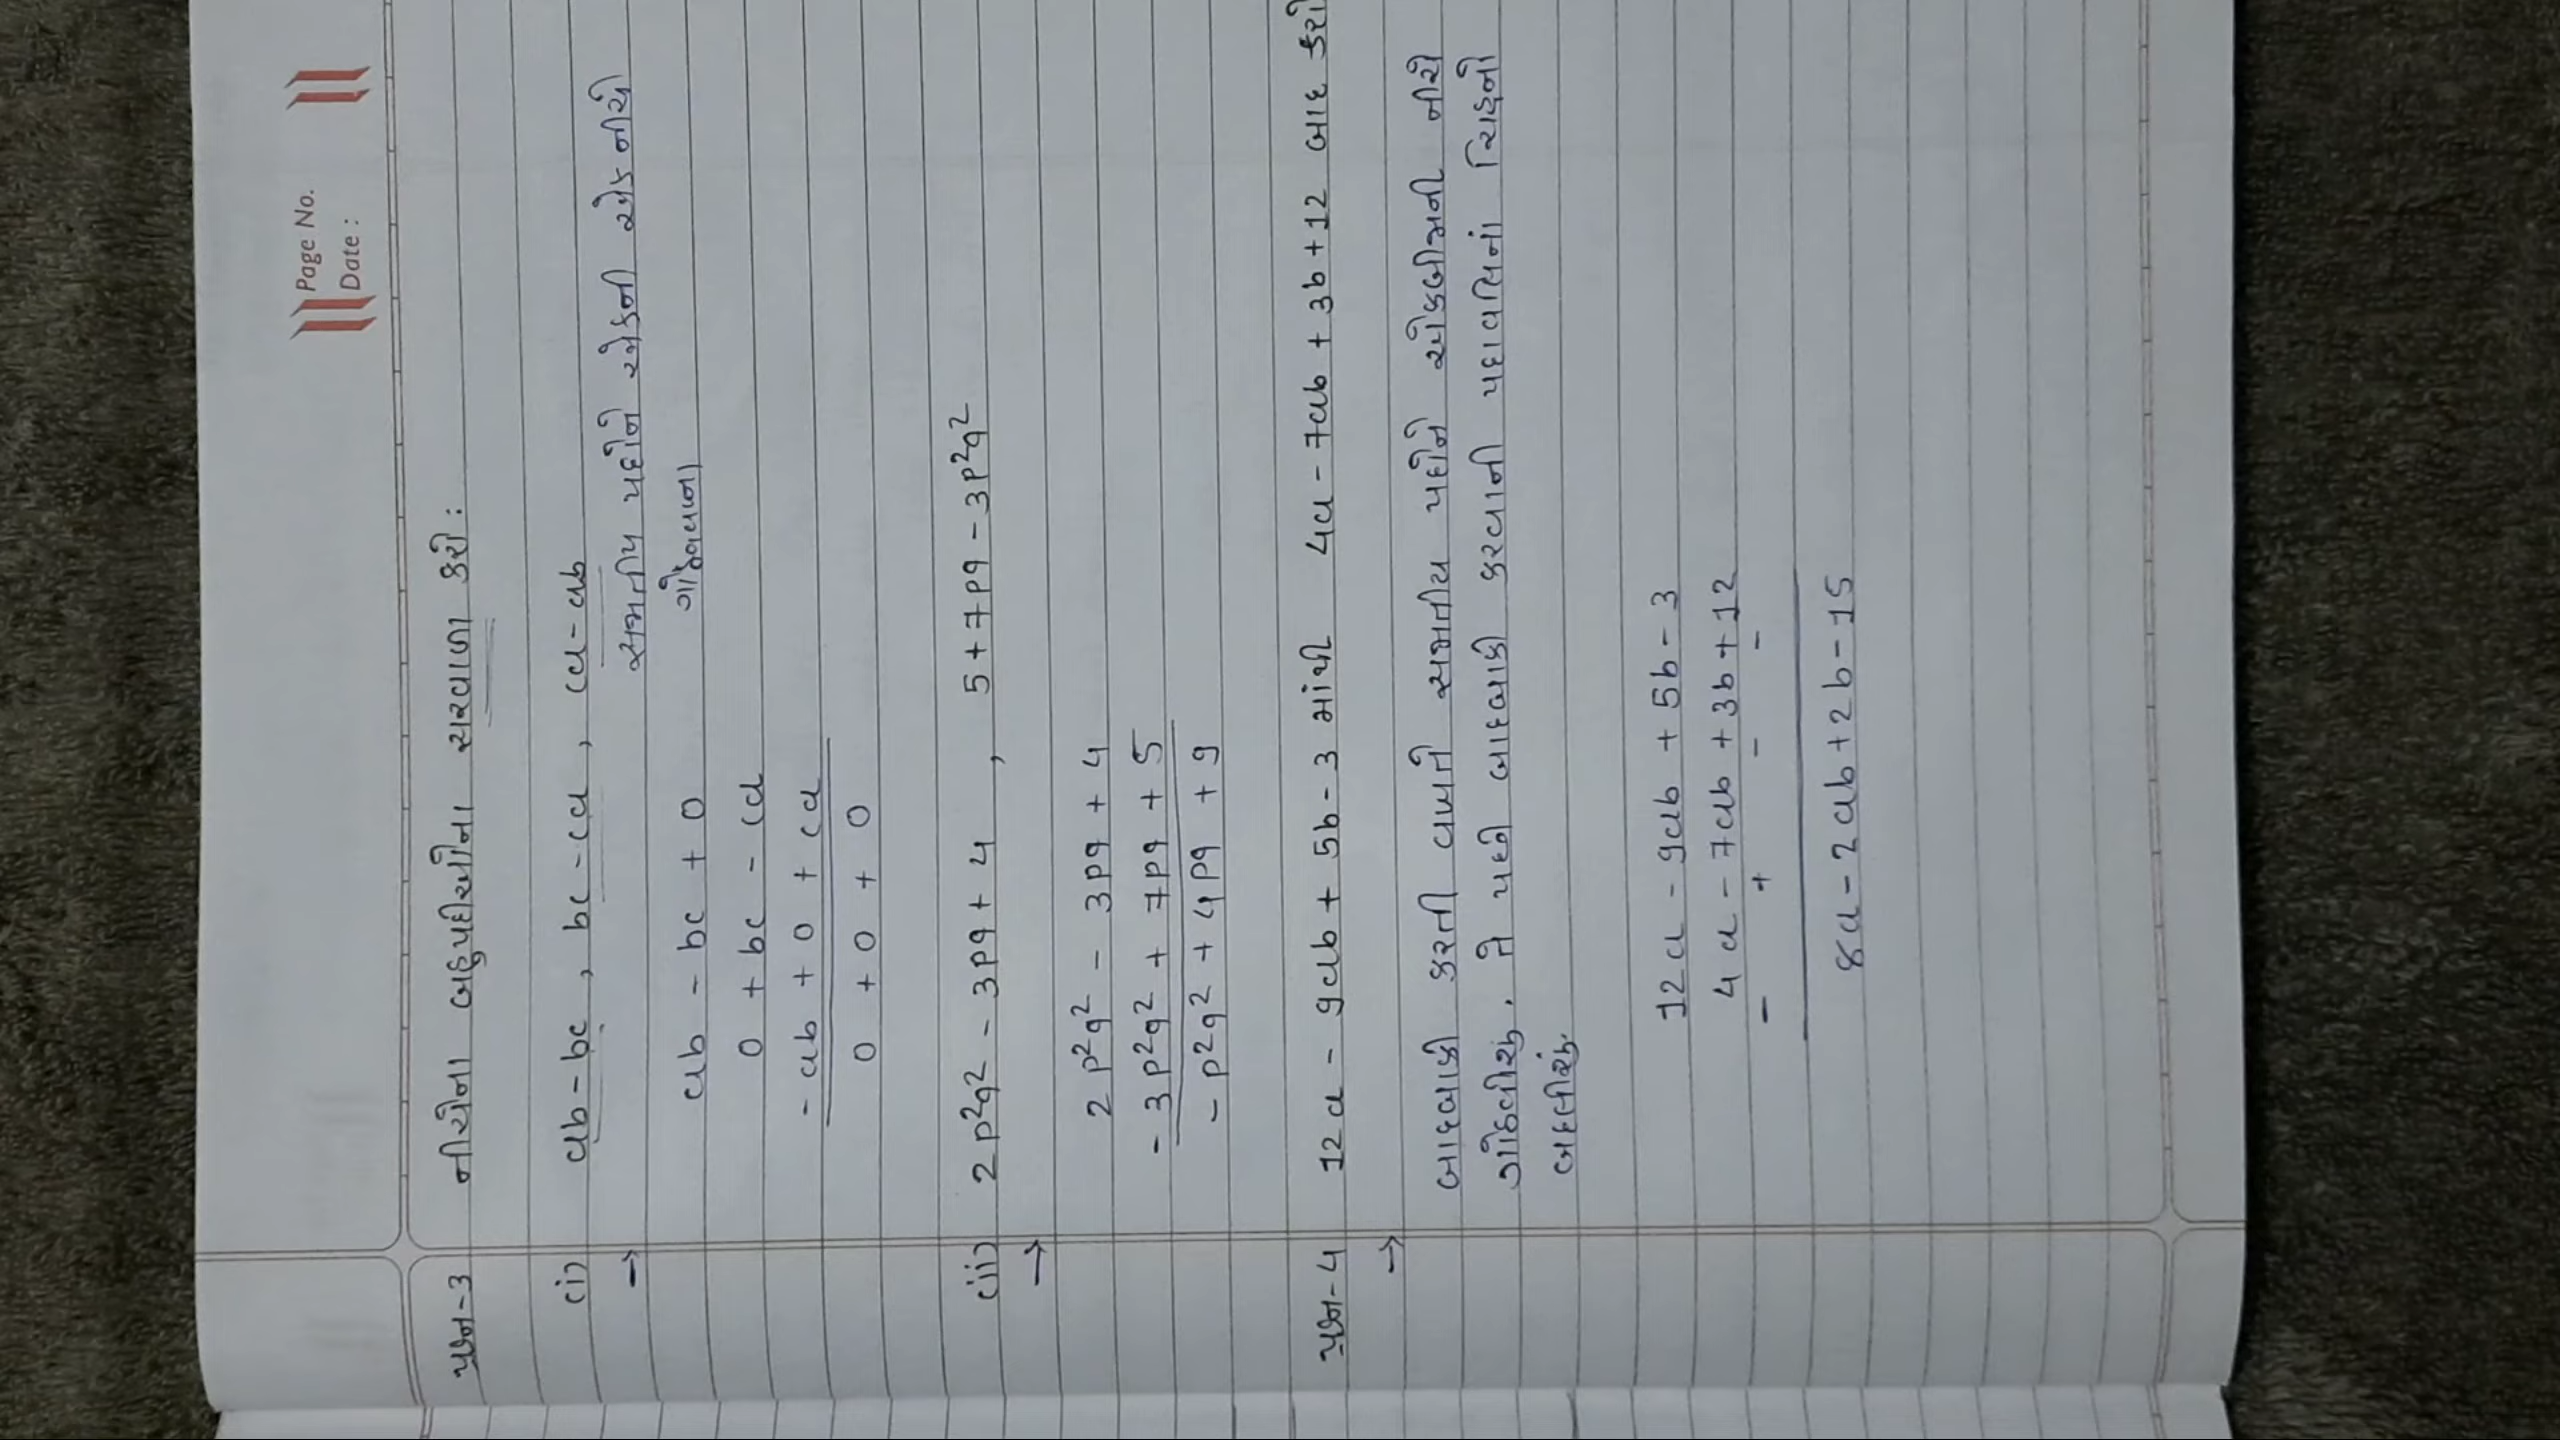 Page No.
Date :
પ્રશ્ન-3 નીચેના બહુપદીઓના સરવાળા કરો :
(i) ab-bc , bc-ca , ca-ab
→ સજાતીય પદોને એકની એક નીચે
ગોઠવવાના
ab - bc + 0
0 + bc - ca
- ab + 0 + ca
0 + 0 + 0
(ii) 2p²q² - 3pq + 4 , 5 + 7pq - 3p²q²
→
2p²q² - 3pq + 4
- 3p²q² + 7pq + 5
- p²q² + 4pq + 9
પ્રશ્ન-4 12a - 9ab + 5b - 3 માંથી 4a - 7ab + 3b + 12 બાદ કરો
→ બાદબાકી કરતી વખતે સજાતીય પદોને એકબીજાની નીચે
ગોઠવીશું. તે પછી બાદબાકી કરવાની પદાવલિનાં ચિહ્નો
બદલીશું.
12a - 9ab + 5b - 3
4a - 7ab + 3b + 12
- + - -
8a - 2ab + 2b - 15